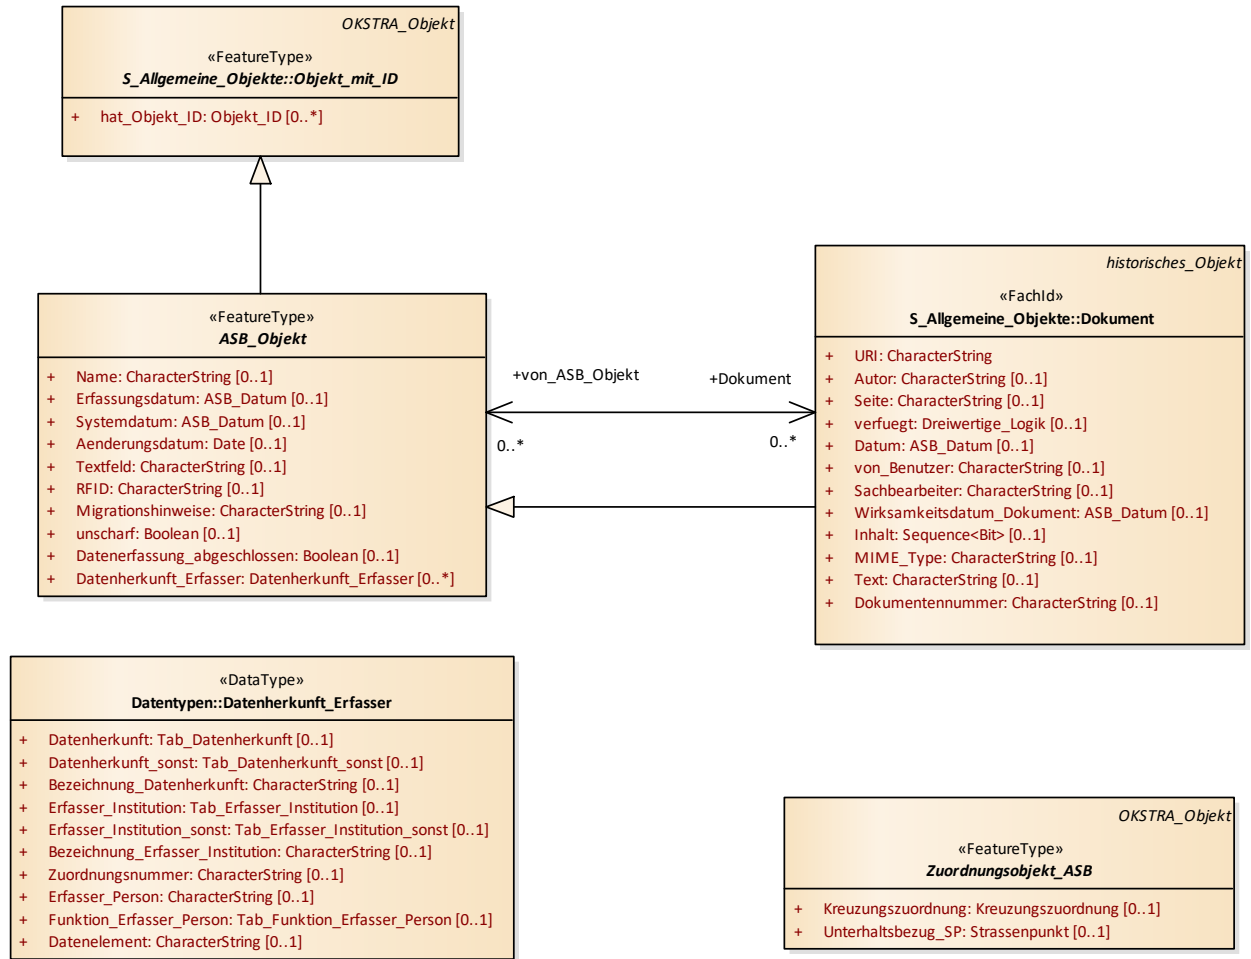 OKSTRA_Objekt
«FeatureType»
S_Allgemeine_Objekte::Objekt_mit_ID
+ hat_Objekt_ID: Objekt_ID [0..*]
«FeatureType»
ASB_Objekt
+ Name: CharacterString [0..1]
+ Erfassungsdatum: ASB_Datum [0..1]
+ Systemdatum: ASB_Datum [0..1]
+ Aenderungsdatum: Date [0..1]
+ Textfeld: CharacterString [0..1]
+ RFID: CharacterString [0..1]
+ Migrationshinweise: CharacterString [0..1]
+ unscharf: Boolean [0..1]
+ Datenerfassung_abgeschlossen: Boolean [0..1]
+ Datenherkunft_Erfasser: Datenherkunft_Erfasser [0..*]
+von_ASB_Objekt
+Dokument
0..*
0..*
historisches_Objekt
«FachId»
S_Allgemeine_Objekte::Dokument
+ URI: CharacterString
+ Autor: CharacterString [0..1]
+ Seite: CharacterString [0..1]
+ verfuegt: Dreiwertige_Logik [0..1]
+ Datum: ASB_Datum [0..1]
+ von_Benutzer: CharacterString [0..1]
+ Sachbearbeiter: CharacterString [0..1]
+ Wirksamkeitsdatum_Dokument: ASB_Datum [0..1]
+ Inhalt: Sequence<Bit> [0..1]
+ MIME_Type: CharacterString [0..1]
+ Text: CharacterString [0..1]
+ Dokumentennummer: CharacterString [0..1]
«DataType»
Datentypen::Datenherkunft_Erfasser
+ Datenherkunft: Tab_Datenherkunft [0..1]
+ Datenherkunft_sonst: Tab_Datenherkunft_sonst [0..1]
+ Bezeichnung_Datenherkunft: CharacterString [0..1]
+ Erfasser_Institution: Tab_Erfasser_Institution [0..1]
+ Erfasser_Institution_sonst: Tab_Erfasser_Institution_sonst [0..1]
+ Bezeichnung_Erfasser_Institution: CharacterString [0..1]
+ Zuordnungsnummer: CharacterString [0..1]
+ Erfasser_Person: CharacterString [0..1]
+ Funktion_Erfasser_Person: Tab_Funktion_Erfasser_Person [0..1]
+ Datenelement: CharacterString [0..1]
OKSTRA_Objekt
«FeatureType»
Zuordnungsobjekt_ASB
+ Kreuzungszuordnung: Kreuzungszuordnung [0..1]
+ Unterhaltsbezug_SP: Strassenpunkt [0..1]